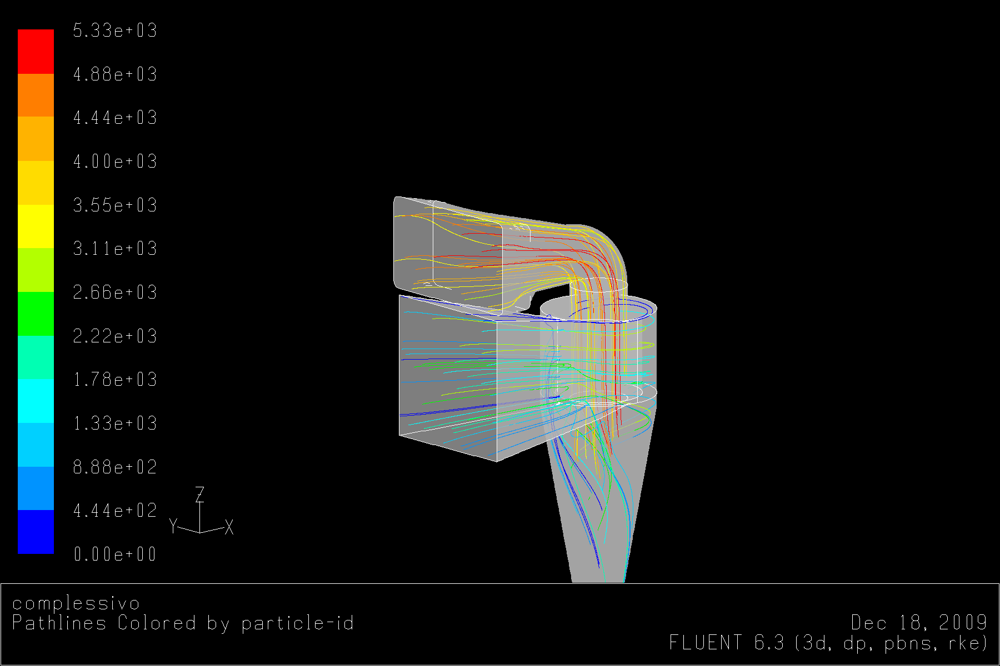 5.33e+03
4.88e+03
4.44e+03
4.00e+03
3.55e+03
3.11e+03
2.66e+03
2.22e+03
1.78e+03
1.33e+03
8.88e+02
4.44e+02
0.00e+00
Z
Y
X
complessivo
Pathlines Colored by particle-id
Dec 18, 2009
FLUENT 6.3 (3d, dp, pbns, rke)